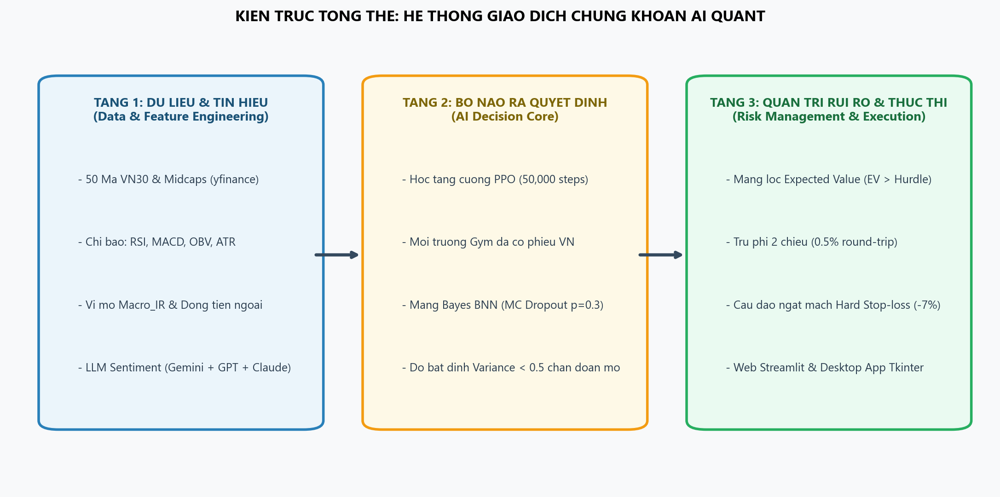 KIEN TRUC TONG THE: HE THONG GIAO DICH CHUNG KHOAN AI QUANT
TANG 1: DU LIEU & TIN HIEU
(Data & Feature Engineering)
- 50 Ma VN30 & Midcaps (yfinance)
- Chi bao: RSI, MACD, OBV, ATR
- Vi mo Macro_IR & Dong tien ngoai
- LLM Sentiment (Gemini + GPT + Claude)
TANG 2: BO NAO RA QUYET DINH
(AI Decision Core)
- Hoc tang cuong PPO (50,000 steps)
- Moi truong Gym da co phieu VN
- Mang Bayes BNN (MC Dropout p=0.3)
- Do bat dinh Variance < 0.5 chan doan mo
TANG 3: QUAN TRI RUI RO & THUC THI
(Risk Management & Execution)
- Mang loc Expected Value (EV > Hurdle)
- Tru phi 2 chieu (0.5% round-trip)
- Cau dao ngat mach Hard Stop-loss (-7%)
- Web Streamlit & Desktop App Tkinter